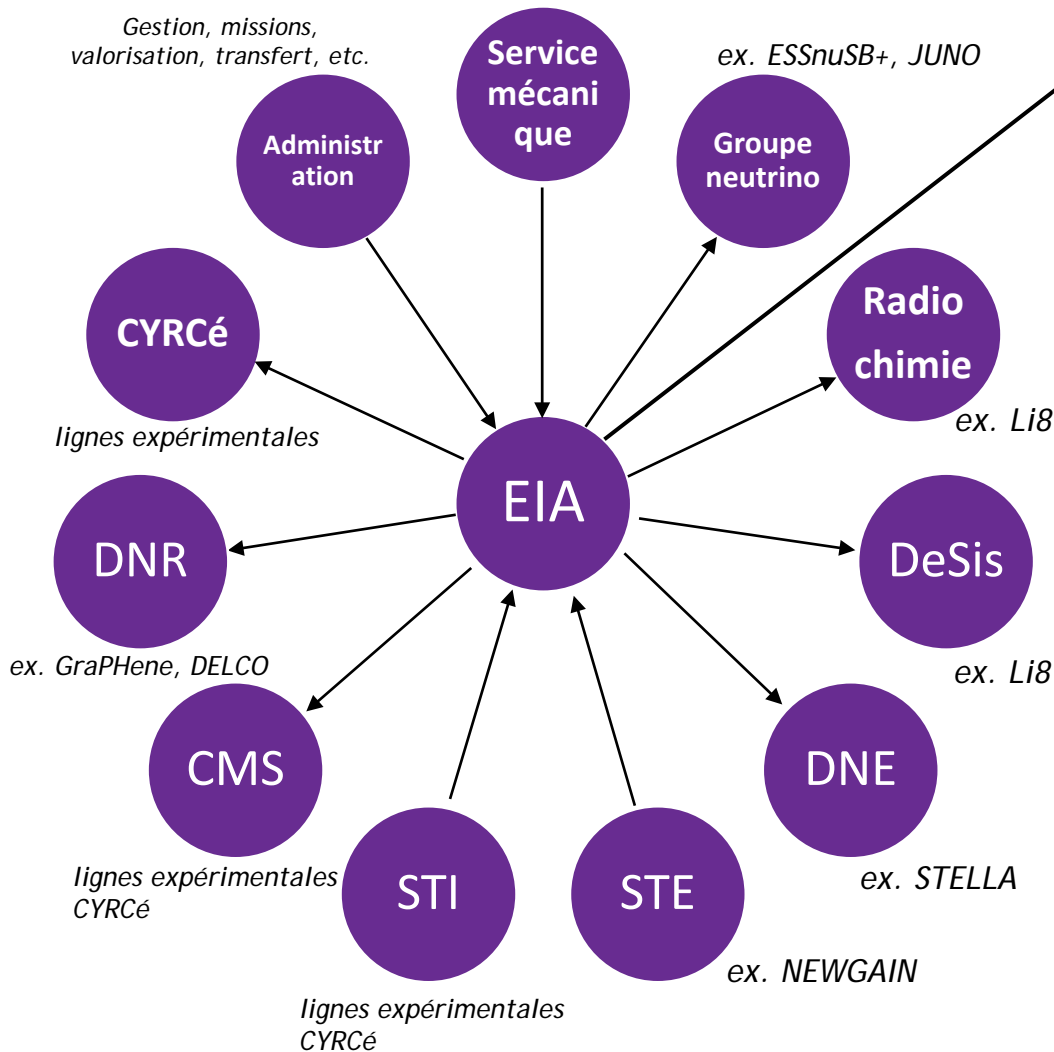 Gestion, missions,
valorisation, transfert, etc.
Service
mécani
que
ex. ESSnuSB+, JUNO
Administr
ation
Groupe
neutrino
CYRCé
lignes expérimentales
Radio
chimie
ex. Li8
EIA
DNR
ex. GraPHene, DELCO
DeSis
ex. Li8
CMS
lignes expérimentales
CYRCé
DNE
ex. STELLA
STI
lignes expérimentales
CYRCé
STE
ex. NEWGAIN